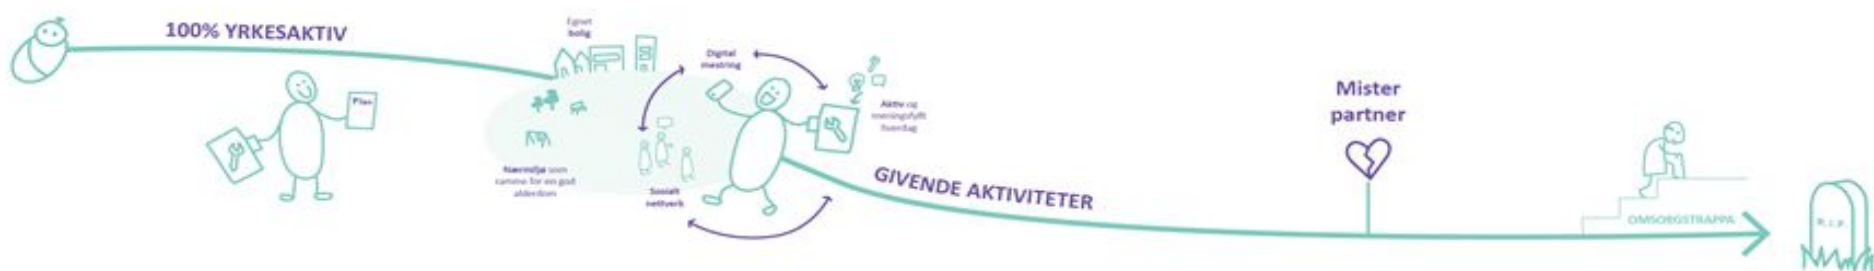 100% YRKESAKTIV
Plan
Egnet
bolig
Digital
mestring
Aktiv og
meningsfylt
hverdag
Nærmiljø som
ramme for en god
alderdom
Sosialt
nettverk
GIVENDE AKTIVITETER
Mister
partner
OMSORGSTRAPPA
R.I.P.